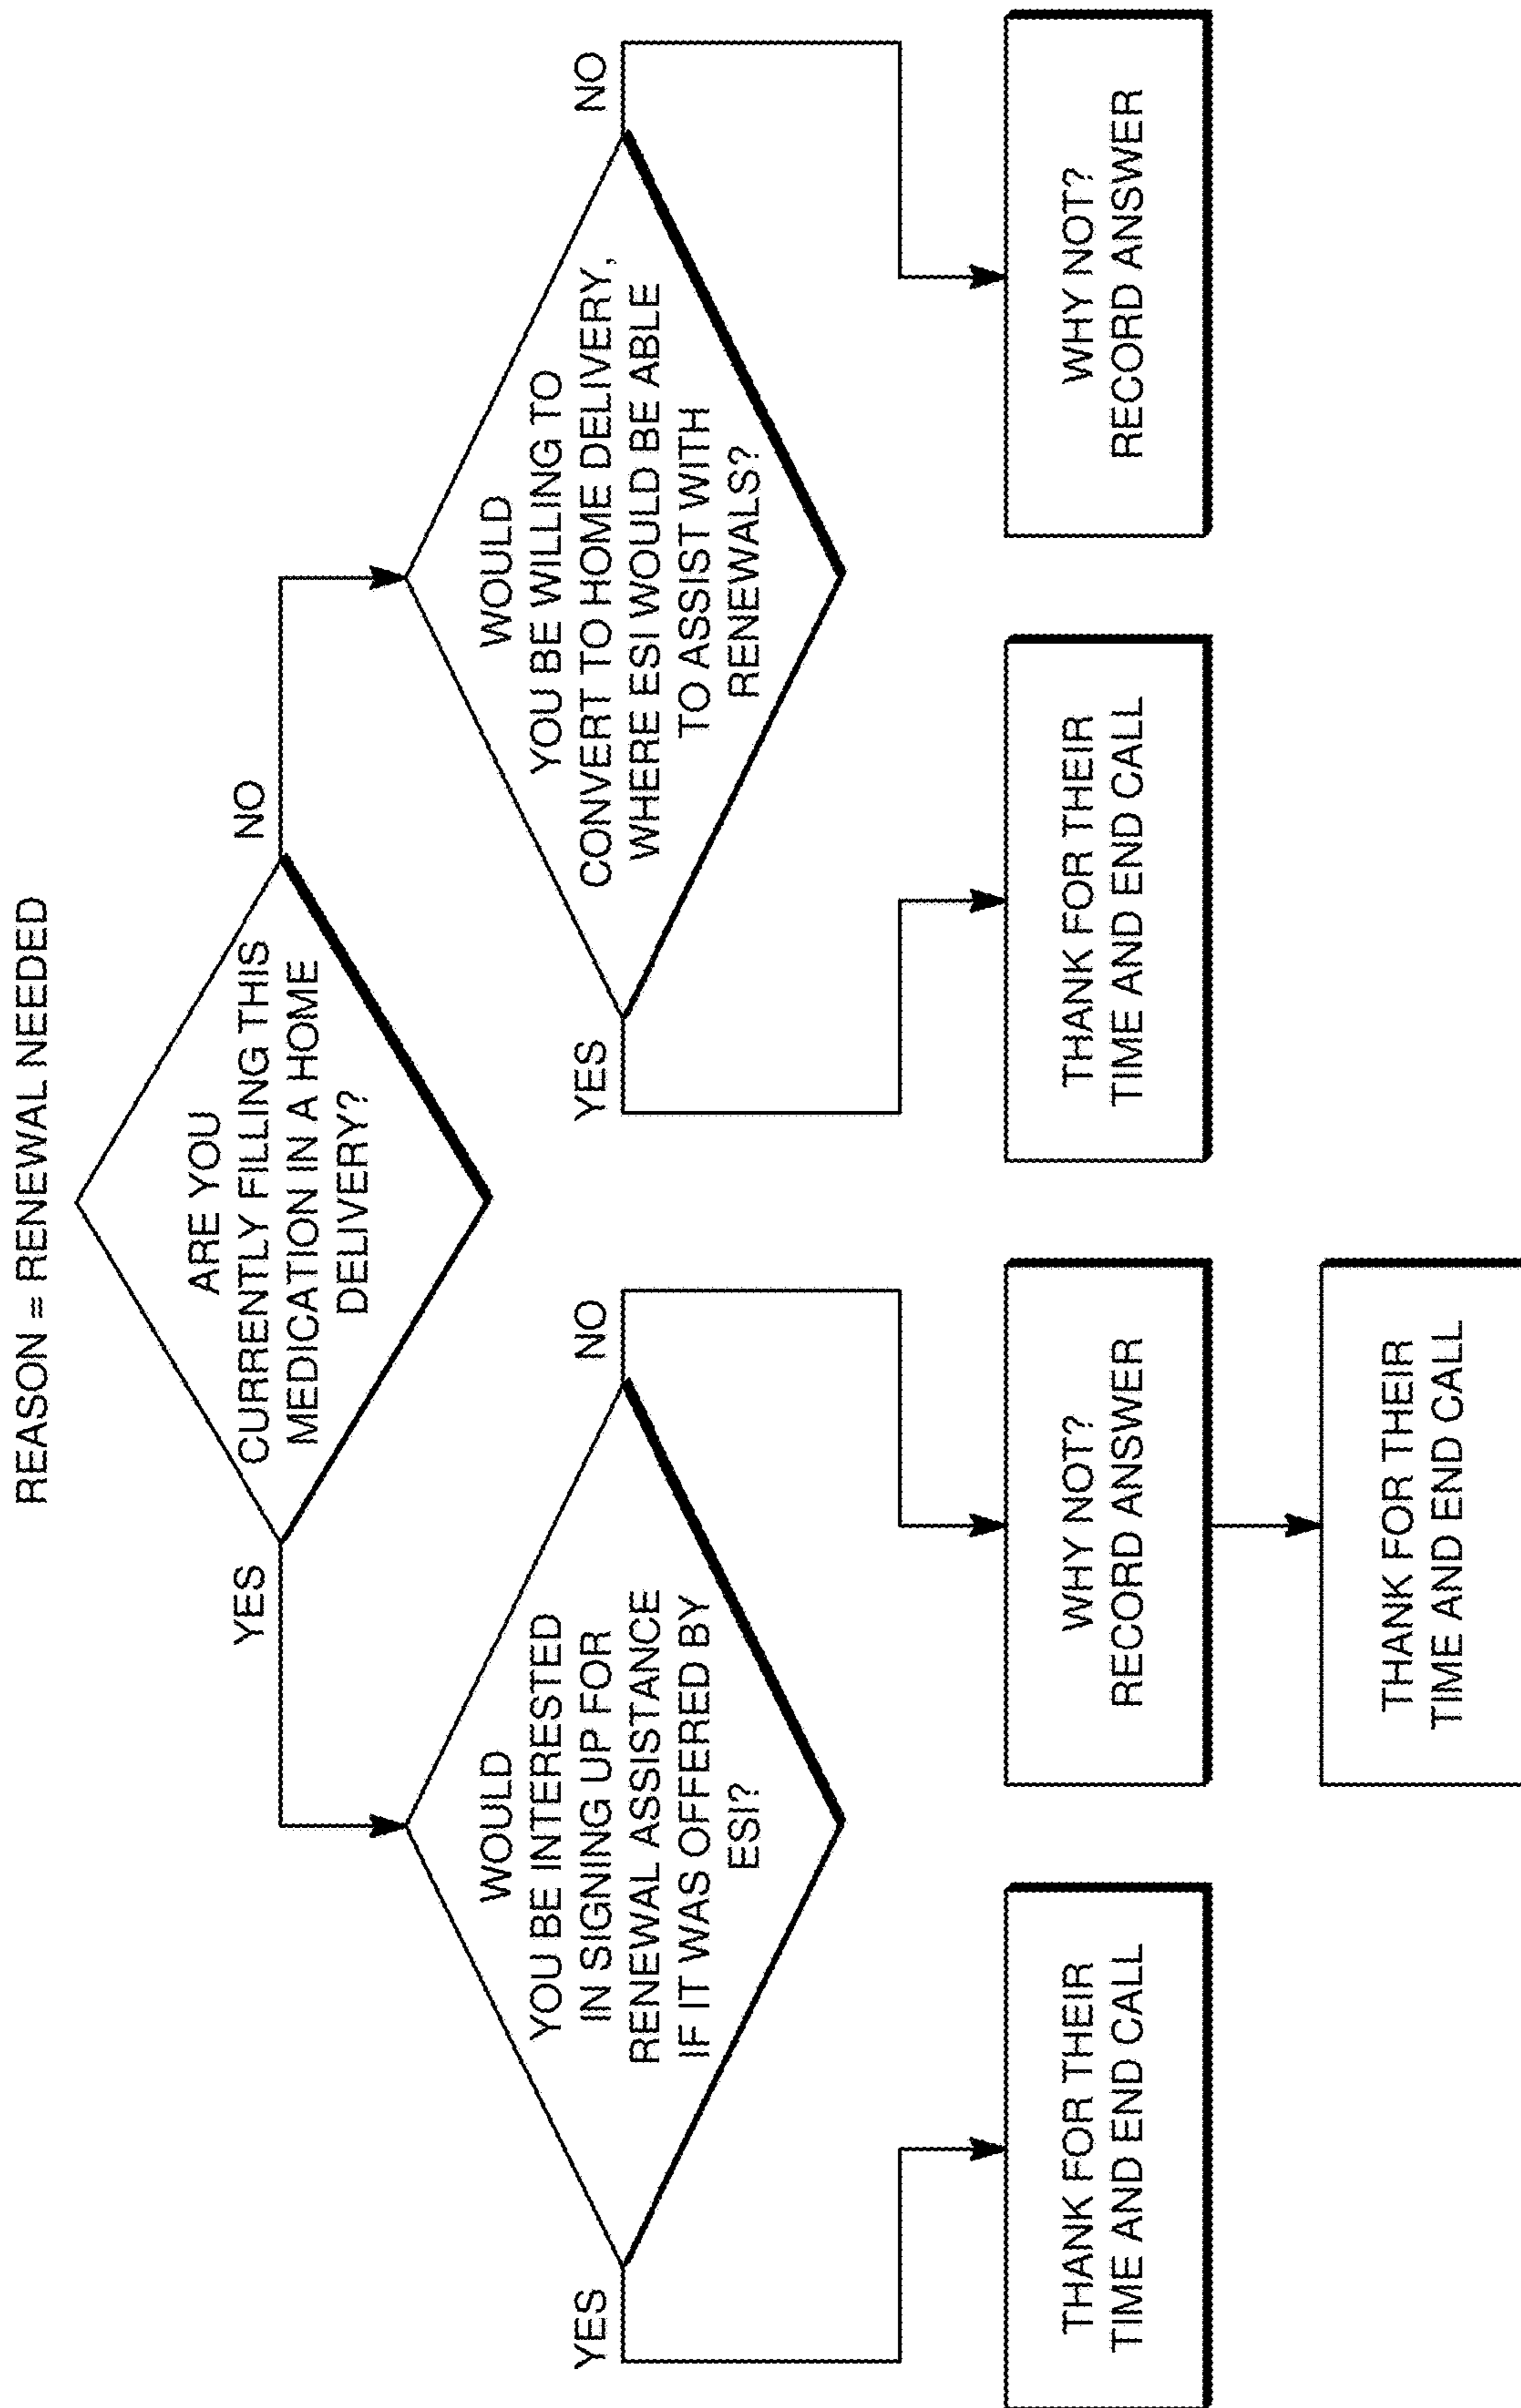 REASON = RENEWAL NEEDED
ARE YOU
CURRENTLY FILLING THIS
MEDICATION IN A HOME
DELIVERY?
YES
NO
WOULD
YOU BE INTERESTED
IN SIGNING UP FOR
RENEWAL ASSISTANCE
IF IT WAS OFFERED BY
ESI?
YES
NO
WOULD
YOU BE WILLING TO
CONVERT TO HOME DELIVERY,
WHERE ESI WOULD BE ABLE
TO ASSIST WITH
RENEWALS?
YES
NO
THANK FOR THEIR
TIME AND END CALL
WHY NOT?
RECORD ANSWER
THANK FOR THEIR
TIME AND END CALL
WHY NOT?
RECORD ANSWER
THANK FOR THEIR
TIME AND END CALL